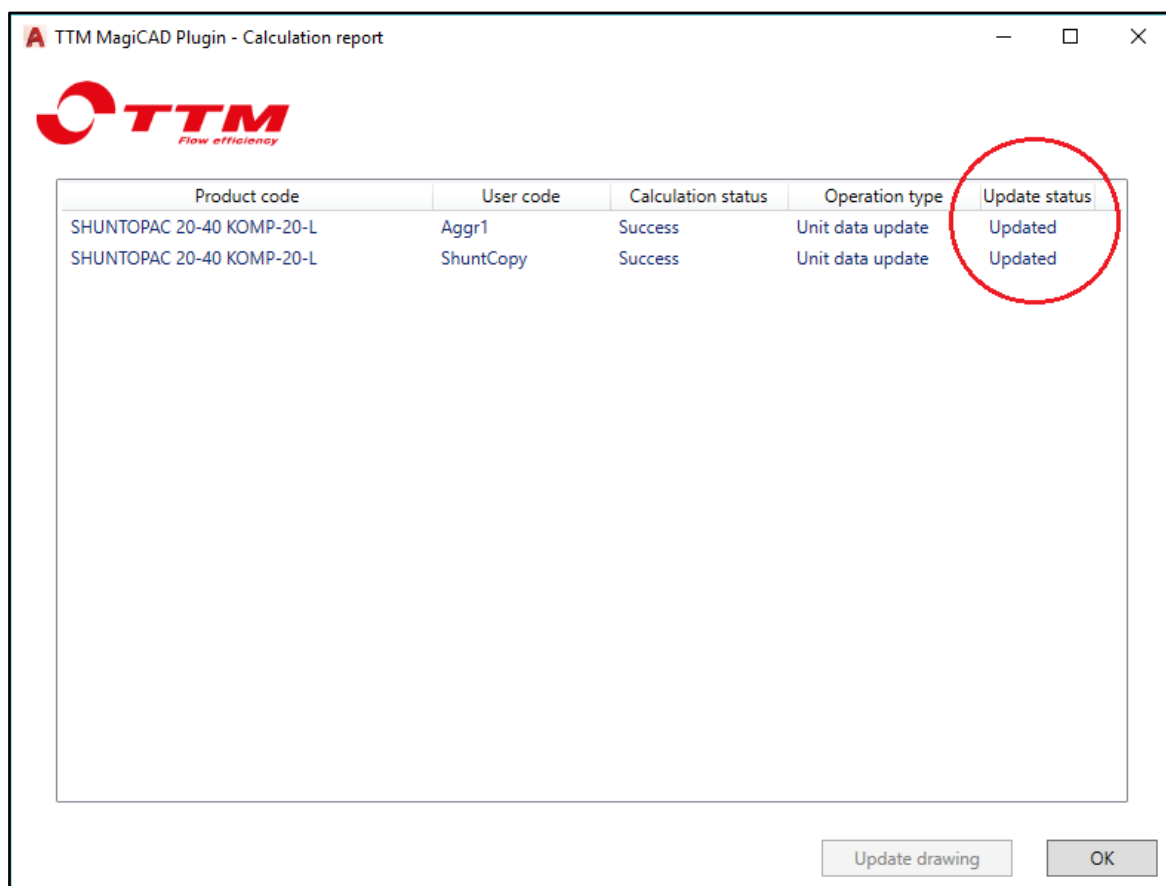 TTM MagiCAD Plugin - Calculation report
TTM
Flow efficiency
Product code User code Calculation status Operation type Update status
SHUNTOPAC 20-40 KOMP-20-L Aggr1 Success Unit data update Updated
SHUNTOPAC 20-40 KOMP-20-L ShuntCopy Success Unit data update Updated
Update drawing OK